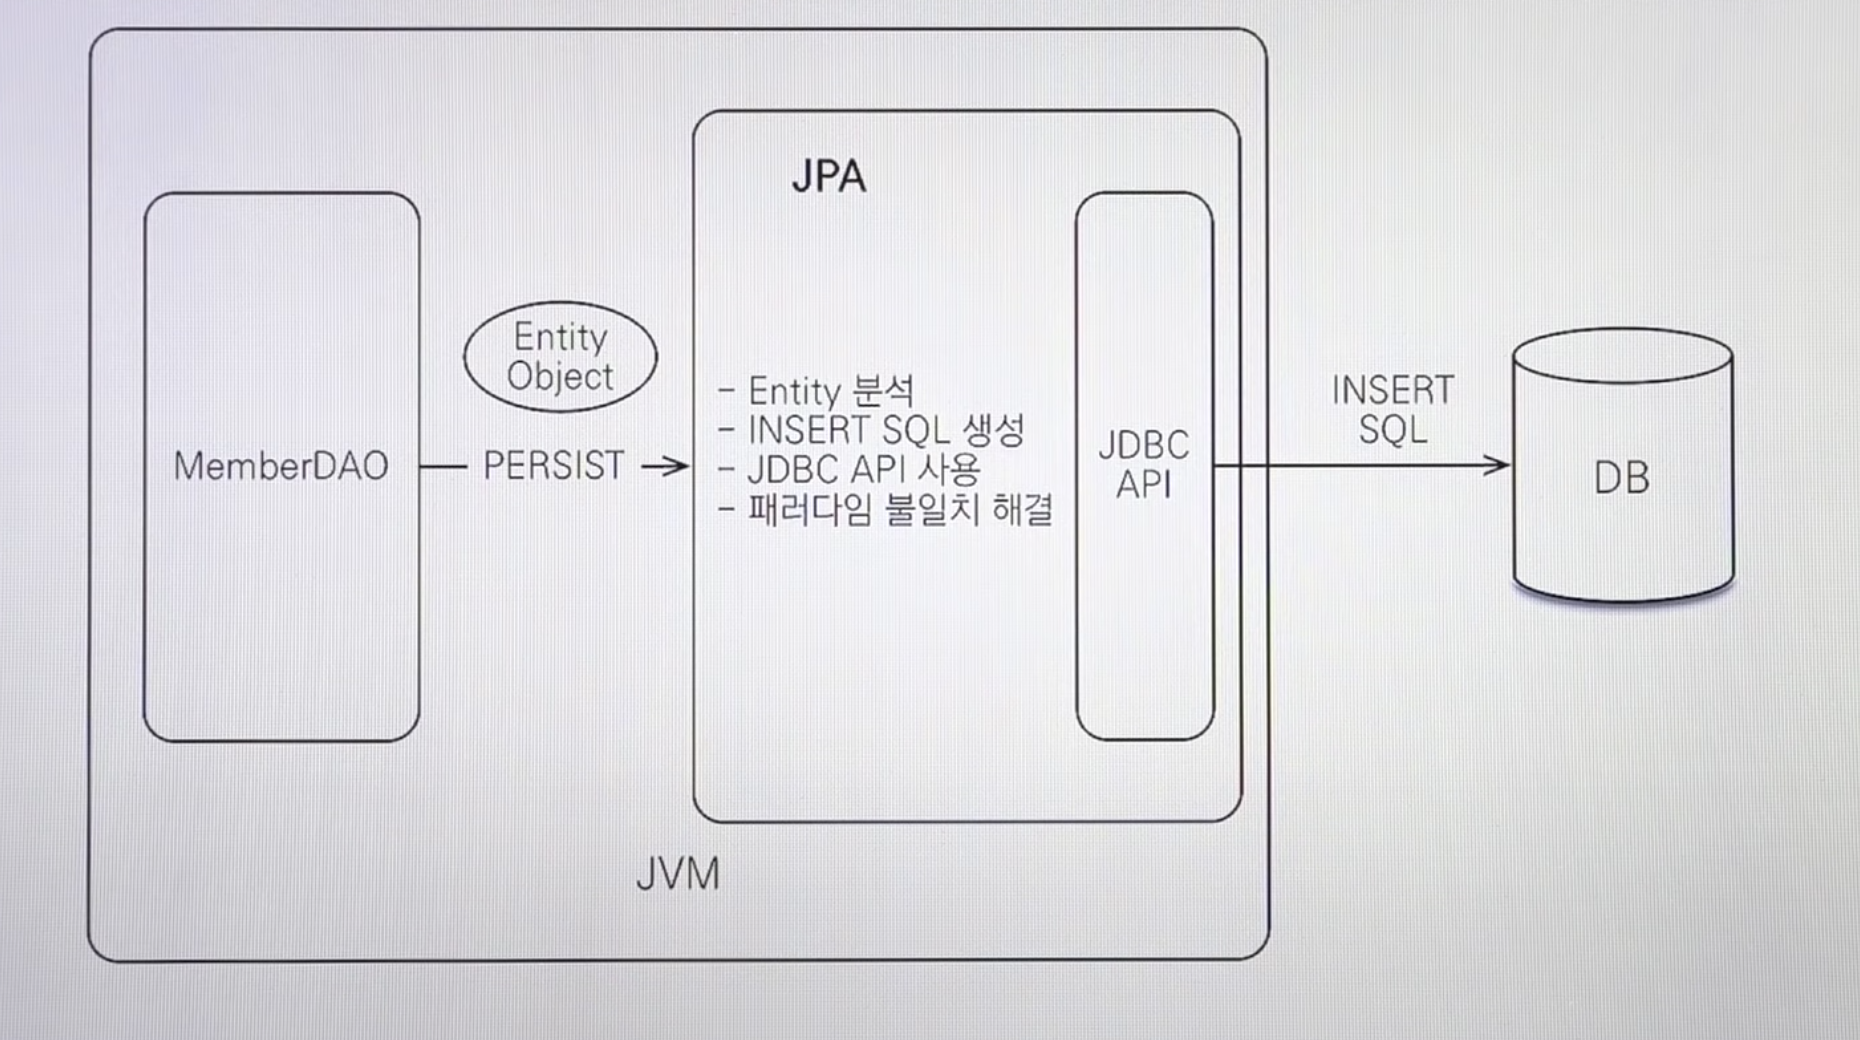 JPA
Entity
Object
- Entity 분석
- INSERT SQL 생성
- JDBC API 사용
- 패러다임 불일치 해결
MemberDAO
PERSIST
JDBC
API
INSERT
SQL
DB
JVM